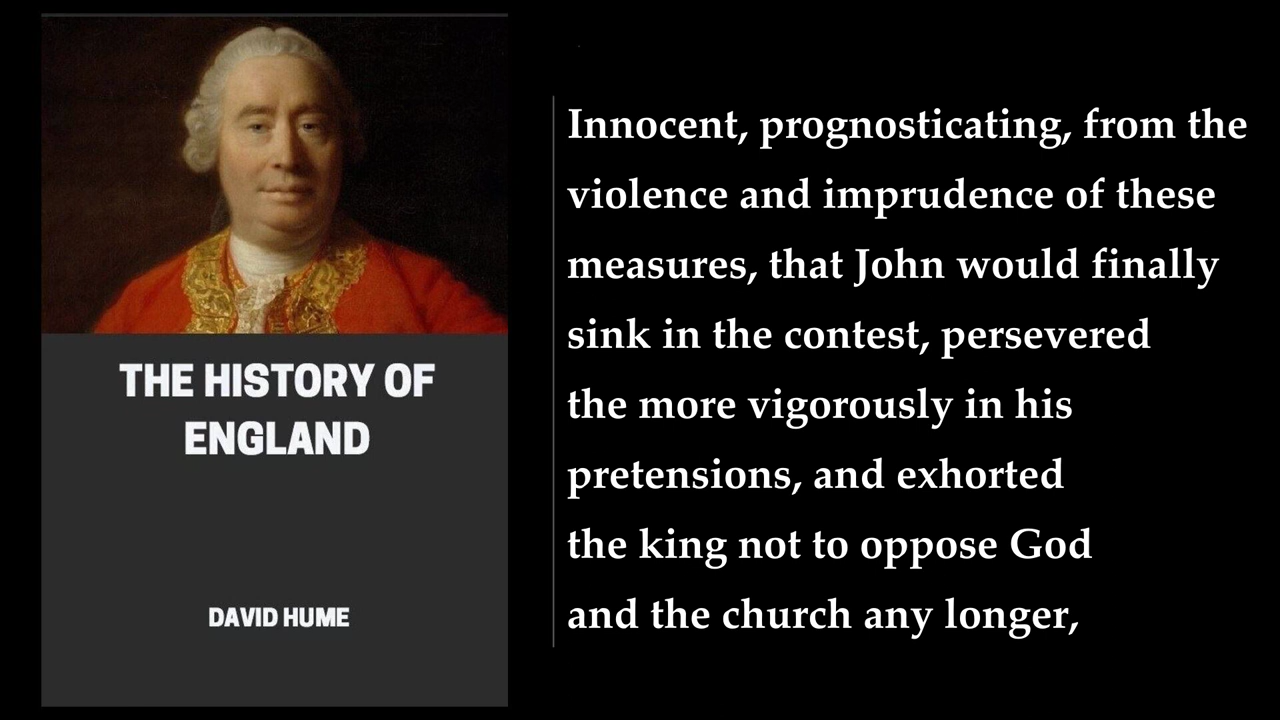 THE HISTORY OF
ENGLAND
DAVID HUME
Innocent, prognosticating, from the
violence and imprudence of these
measures, that John would finally
sink in the contest, persevered
the more vigorously in his
pretensions, and exhorted
the king not to oppose God
and the church any longer,